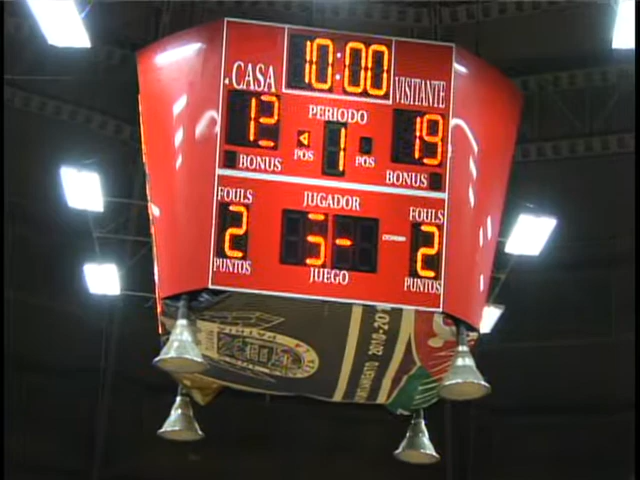 10:00
CASA VISITANTE
PERIODO
12 1 19
POS POS
BONUS BONUS
FOULS JUGADOR FOULS
2 2
PUNTOS JUEGO PUNTOS